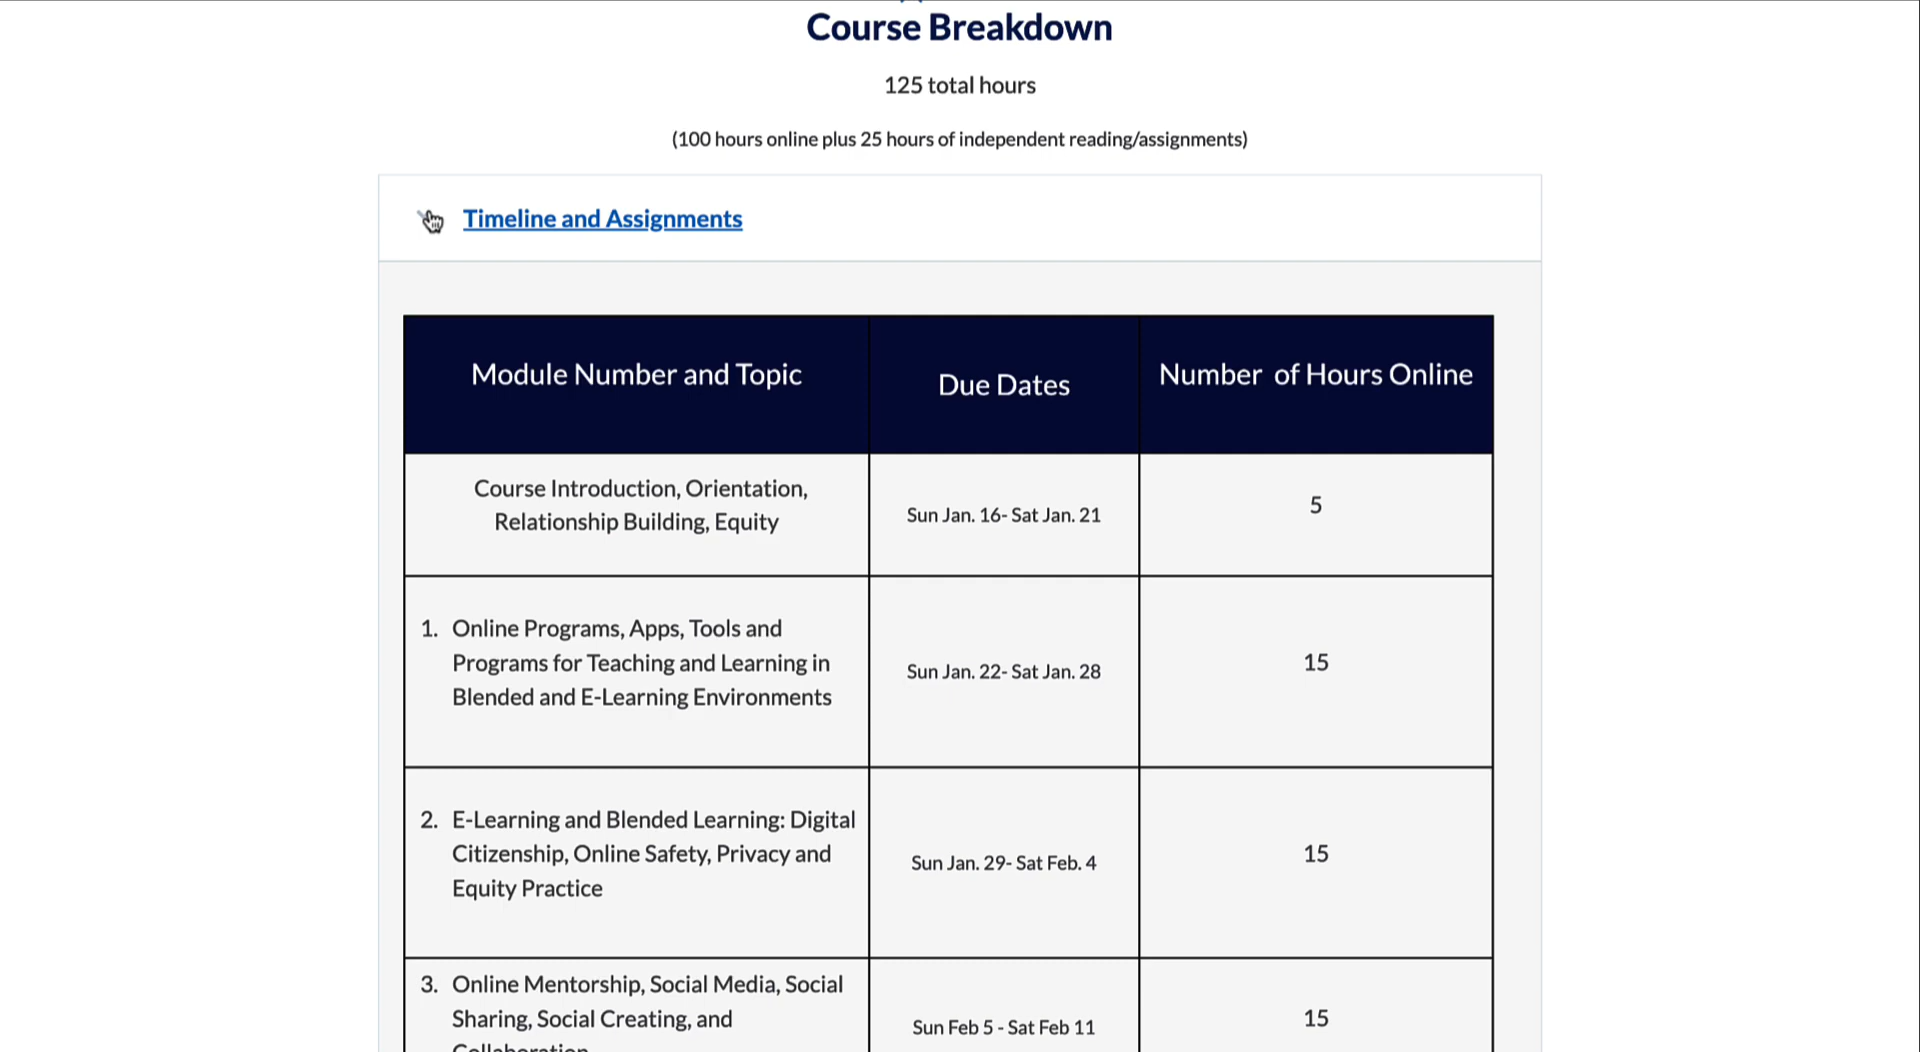 Course Breakdown
125 total hours
(100 hours online plus 25 hours of independent reading/assignments)
Timeline and Assignments
Module Number and Topic
Due Dates
Number of Hours Online
Course Introduction, Orientation,
Relationship Building, Equity
Sun Jan. 16- Sat Jan. 21
5
1. Online Programs, Apps, Tools and
Programs for Teaching and Learning in
Blended and E-Learning Environments
Sun Jan. 22- Sat Jan. 28
15
2. E-Learning and Blended Learning: Digital
Citizenship, Online Safety, Privacy and
Equity Practice
Sun Jan. 29- Sat Feb. 4
15
3. Online Mentorship, Social Media, Social
Sharing, Social Creating, and
Collaboration
Sun Feb 5 - Sat Feb 11
15